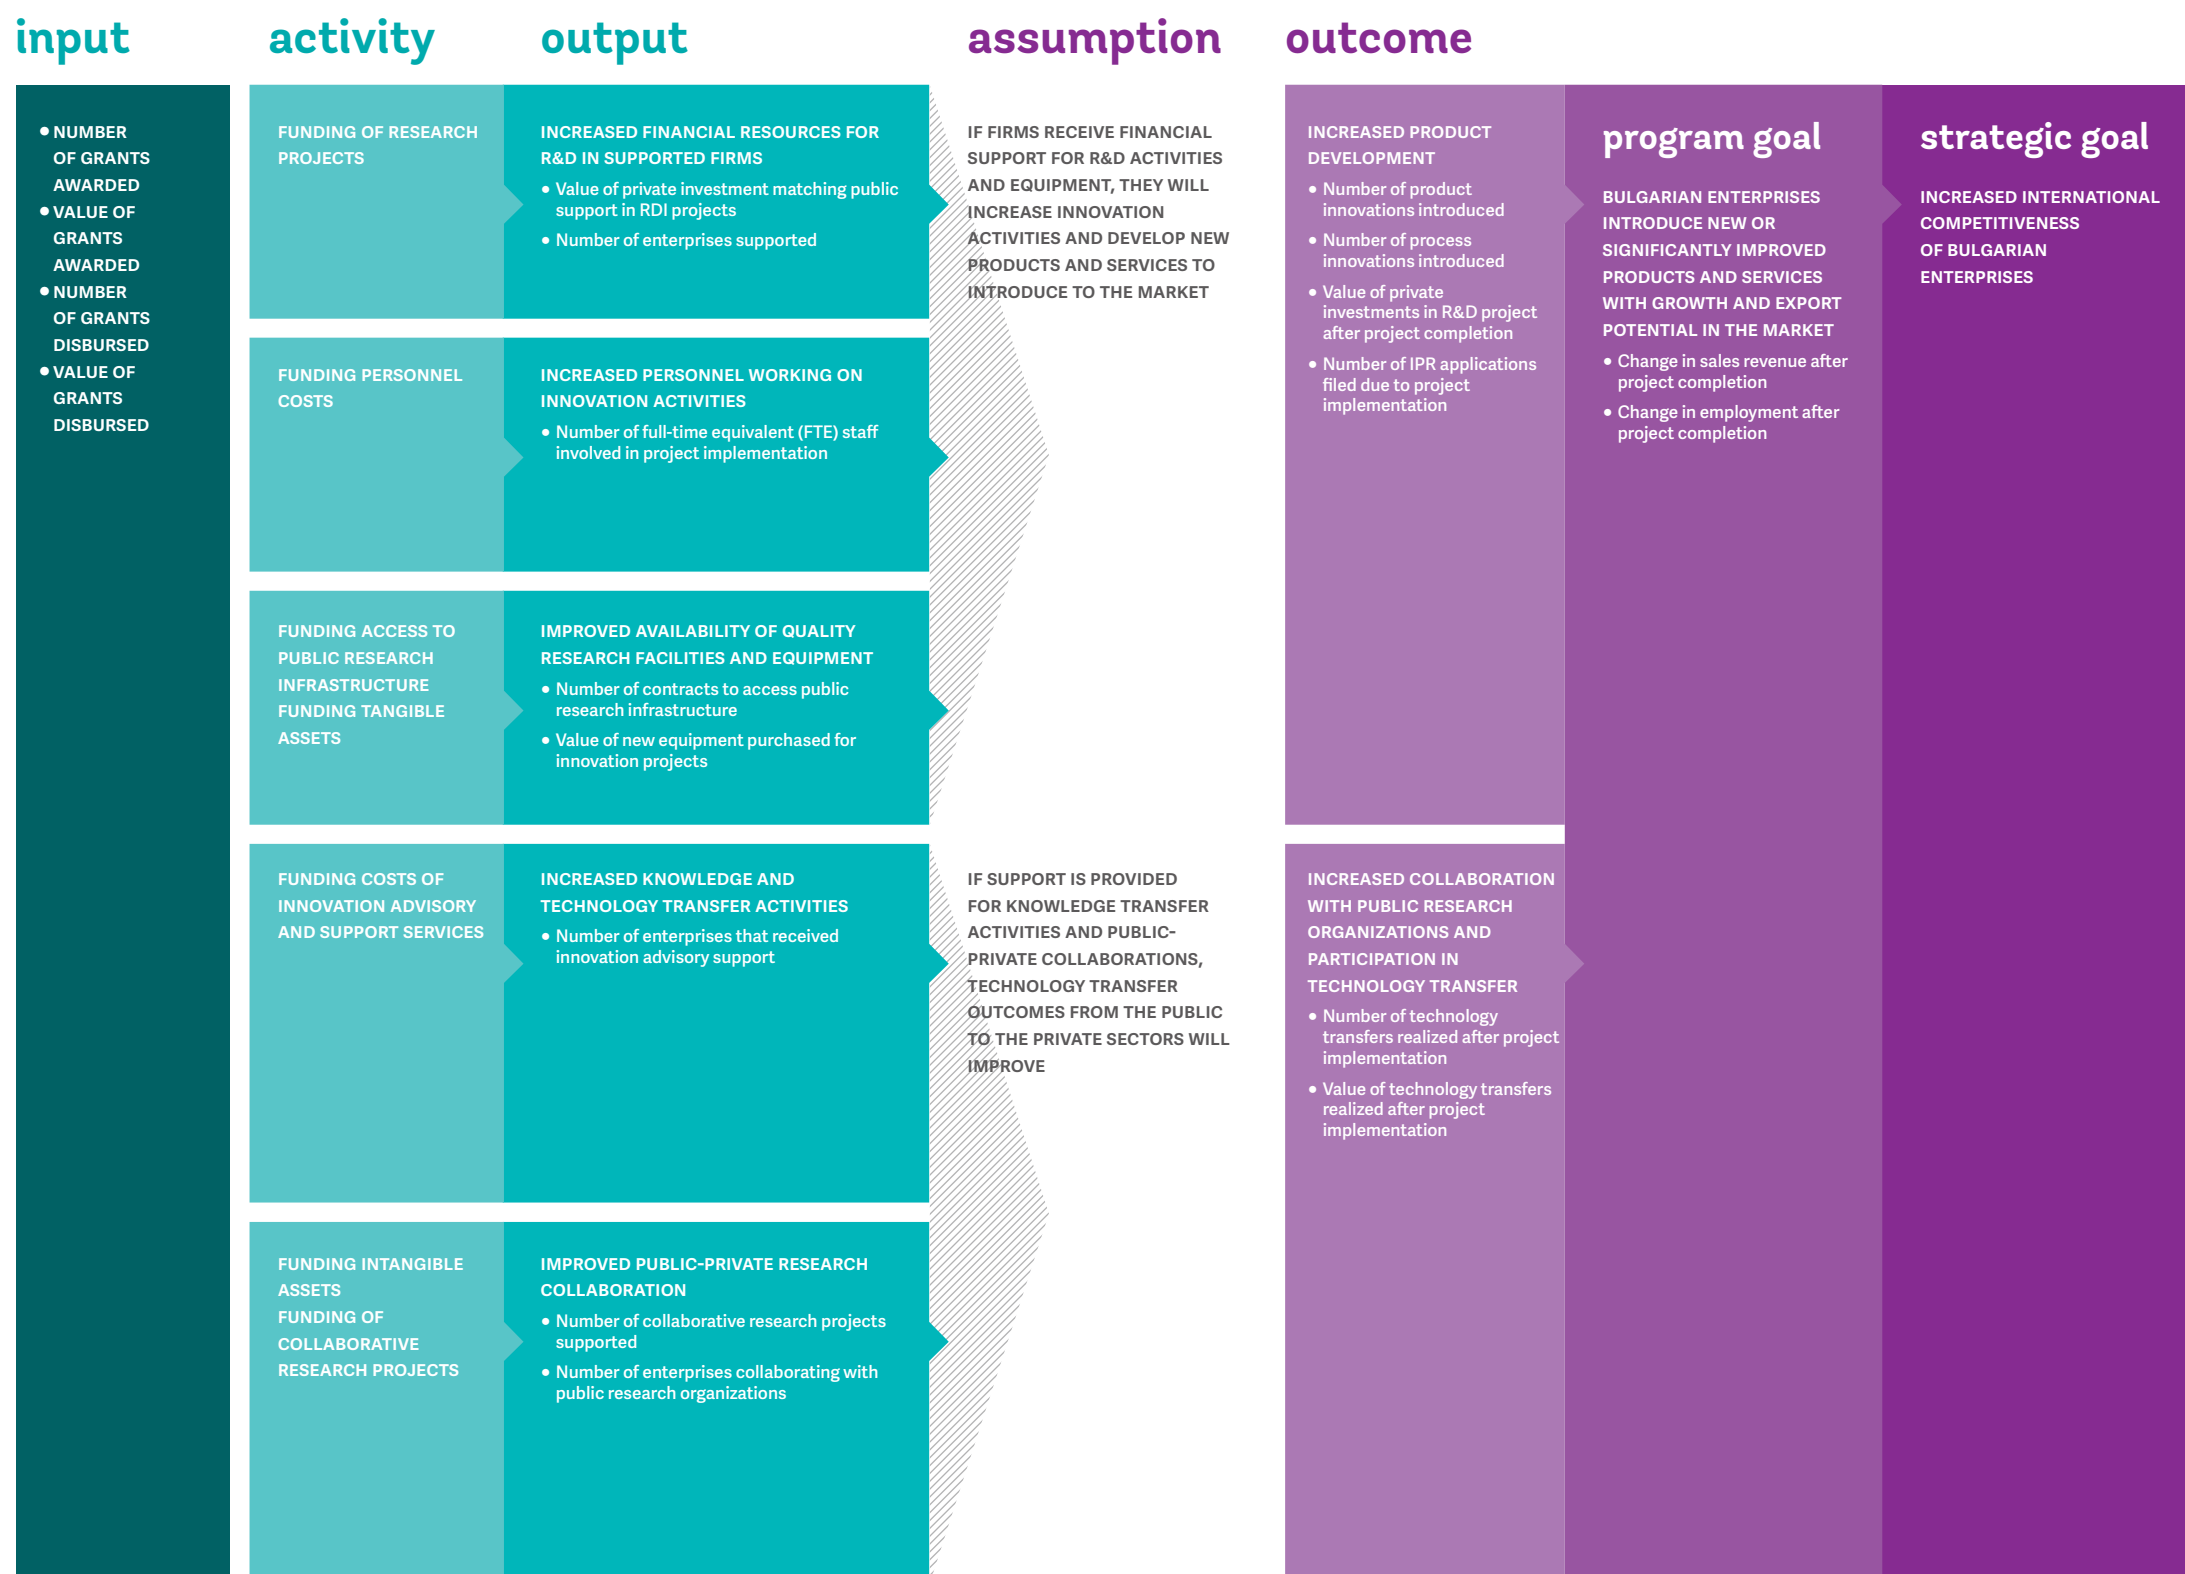 input
activity
output
assumption
outcome
• NUMBER
OF GRANTS
AWARDED
• VALUE OF
GRANTS
AWARDED
• NUMBER
OF GRANTS
DISBURSED
• VALUE OF
GRANTS
DISBURSED
FUNDING OF RESEARCH
PROJECTS
INCREASED FINANCIAL RESOURCES FOR
R&D IN SUPPORTED FIRMS
• Value of private investment matching public
support in RDI projects
• Number of enterprises supported
FUNDING PERSONNEL
COSTS
INCREASED PERSONNEL WORKING ON
INNOVATION ACTIVITIES
• Number of full-time equivalent (FTE) staff
involved in project implementation
FUNDING ACCESS TO
PUBLIC RESEARCH
INFRASTRUCTURE
FUNDING TANGIBLE
ASSETS
IMPROVED AVAILABILITY OF QUALITY
RESEARCH FACILITIES AND EQUIPMENT
• Number of contracts to access public
research infrastructure
• Value of new equipment purchased for
innovation projects
FUNDING COSTS OF
INNOVATION ADVISORY
AND SUPPORT SERVICES
INCREASED KNOWLEDGE AND
TECHNOLOGY TRANSFER ACTIVITIES
• Number of enterprises that received
innovation advisory support
FUNDING INTANGIBLE
ASSETS
FUNDING OF
COLLABORATIVE
RESEARCH PROJECTS
IMPROVED PUBLIC-PRIVATE RESEARCH
COLLABORATION
• Number of collaborative research projects
supported
• Number of enterprises collaborating with
public research organizations
IF FIRMS RECEIVE FINANCIAL
SUPPORT FOR R&D ACTIVITIES
AND EQUIPMENT, THEY WILL
INCREASE INNOVATION
ACTIVITIES AND DEVELOP NEW
PRODUCTS AND SERVICES TO
INTRODUCE TO THE MARKET
IF SUPPORT IS PROVIDED
FOR KNOWLEDGE TRANSFER
ACTIVITIES AND PUBLIC-
PRIVATE COLLABORATIONS,
TECHNOLOGY TRANSFER
OUTCOMES FROM THE PUBLIC
TO THE PRIVATE SECTORS WILL
IMPROVE
INCREASED PRODUCT
DEVELOPMENT
• Number of product
innovations introduced
• Number of process
innovations introduced
• Value of private
investments in R&D project
after project completion
• Number of IPR applications
filed due to project
implementation
INCREASED COLLABORATION
WITH PUBLIC RESEARCH
ORGANIZATIONS AND
PARTICIPATION IN
TECHNOLOGY TRANSFER
• Number of technology
transfers realized after project
implementation
• Value of technology transfers
realized after project
implementation
program goal
BULGARIAN ENTERPRISES
INTRODUCE NEW OR
SIGNIFICANTLY IMPROVED
PRODUCTS AND SERVICES
WITH GROWTH AND EXPORT
POTENTIAL IN THE MARKET
• Change in sales revenue after
project completion
• Change in employment after
project completion
strategic goal
INCREASED INTERNATIONAL
COMPETITIVENESS
OF BULGARIAN
ENTERPRISES